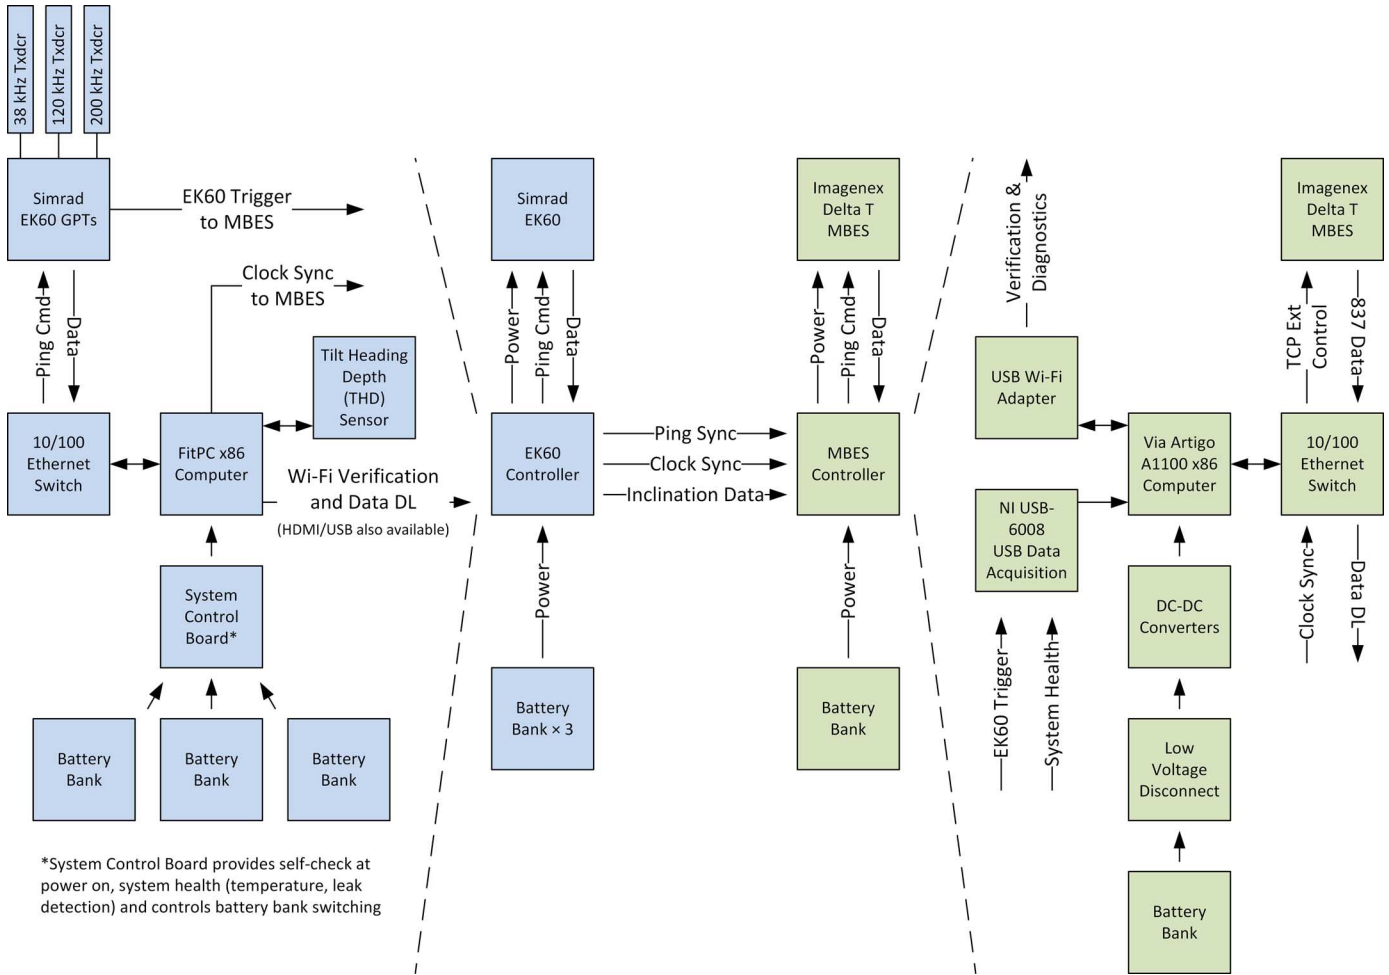 38 kHz Txdcr
120 kHz Txdcr
200 kHz Txdcr
Simrad
EK60 GPTs
EK60 Trigger
to MBES
Clock Sync
to MBES
Ping Cmd
Data
Tilt Heading
Depth
(THD)
Sensor
10/100
Ethernet
Switch
FitPC x86
Computer
Wi-Fi Verification
and Data DL
(HDMI/USB also available)
System
Control
Board*
Battery
Bank
Battery
Bank
Battery
Bank
*System Control Board provides self-check at
power on, system health (temperature, leak
detection) and controls battery bank switching
Simrad
EK60
Power
Ping Cmd
Data
EK60
Controller
Ping Sync
Clock Sync
Inclination Data
Power
Battery
Bank × 3
Imagenex
Delta T
MBES
Power
Ping Cmd
Data
MBES
Controller
Power
Battery
Bank
Verification &
Diagnostics
USB Wi-Fi
Adapter
NI USB-
6008
USB Data
Acquisition
EK60 Trigger
System Health
Via Artigo
A1100 x86
Computer
DC-DC
Converters
Low
Voltage
Disconnect
Battery
Bank
Imagenex
Delta T
MBES
TCP Ext
Control
837 Data
10/100
Ethernet
Switch
Clock Sync
Data DL